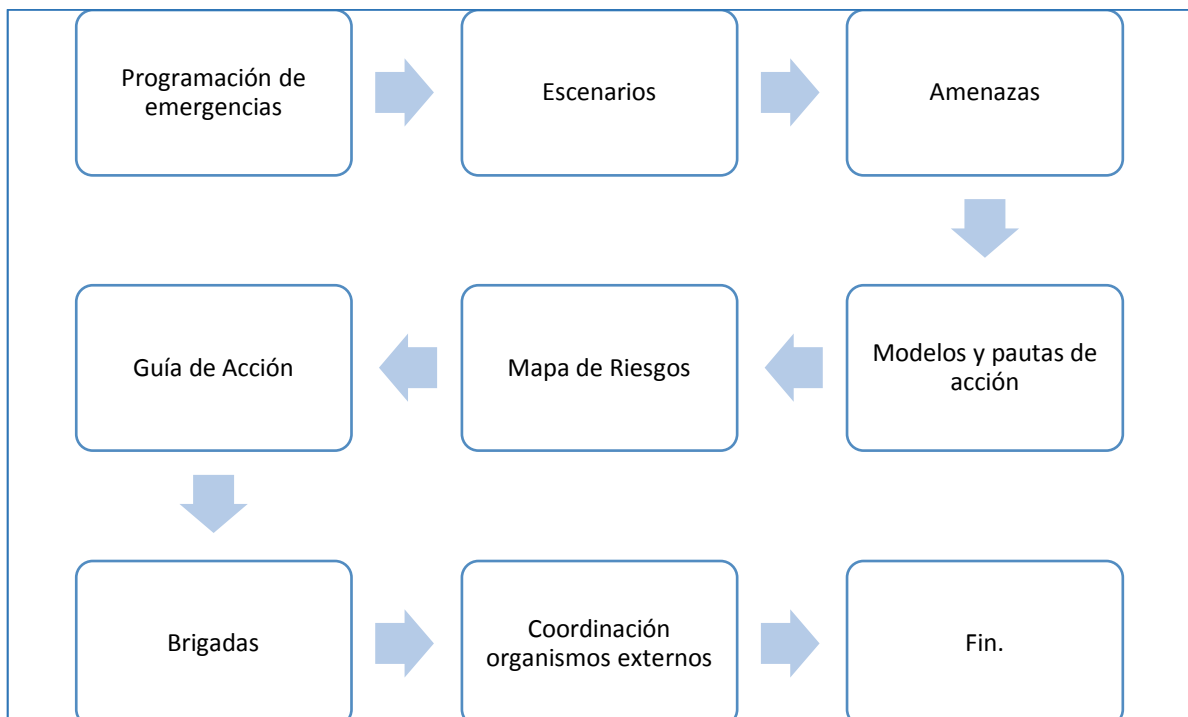 Programación de
emergencias
Escenarios
Amenazas
Modelos y pautas de
acción
Mapa de Riesgos
Guía de Acción
Brigadas
Coordinación
organismos externos
Fin.